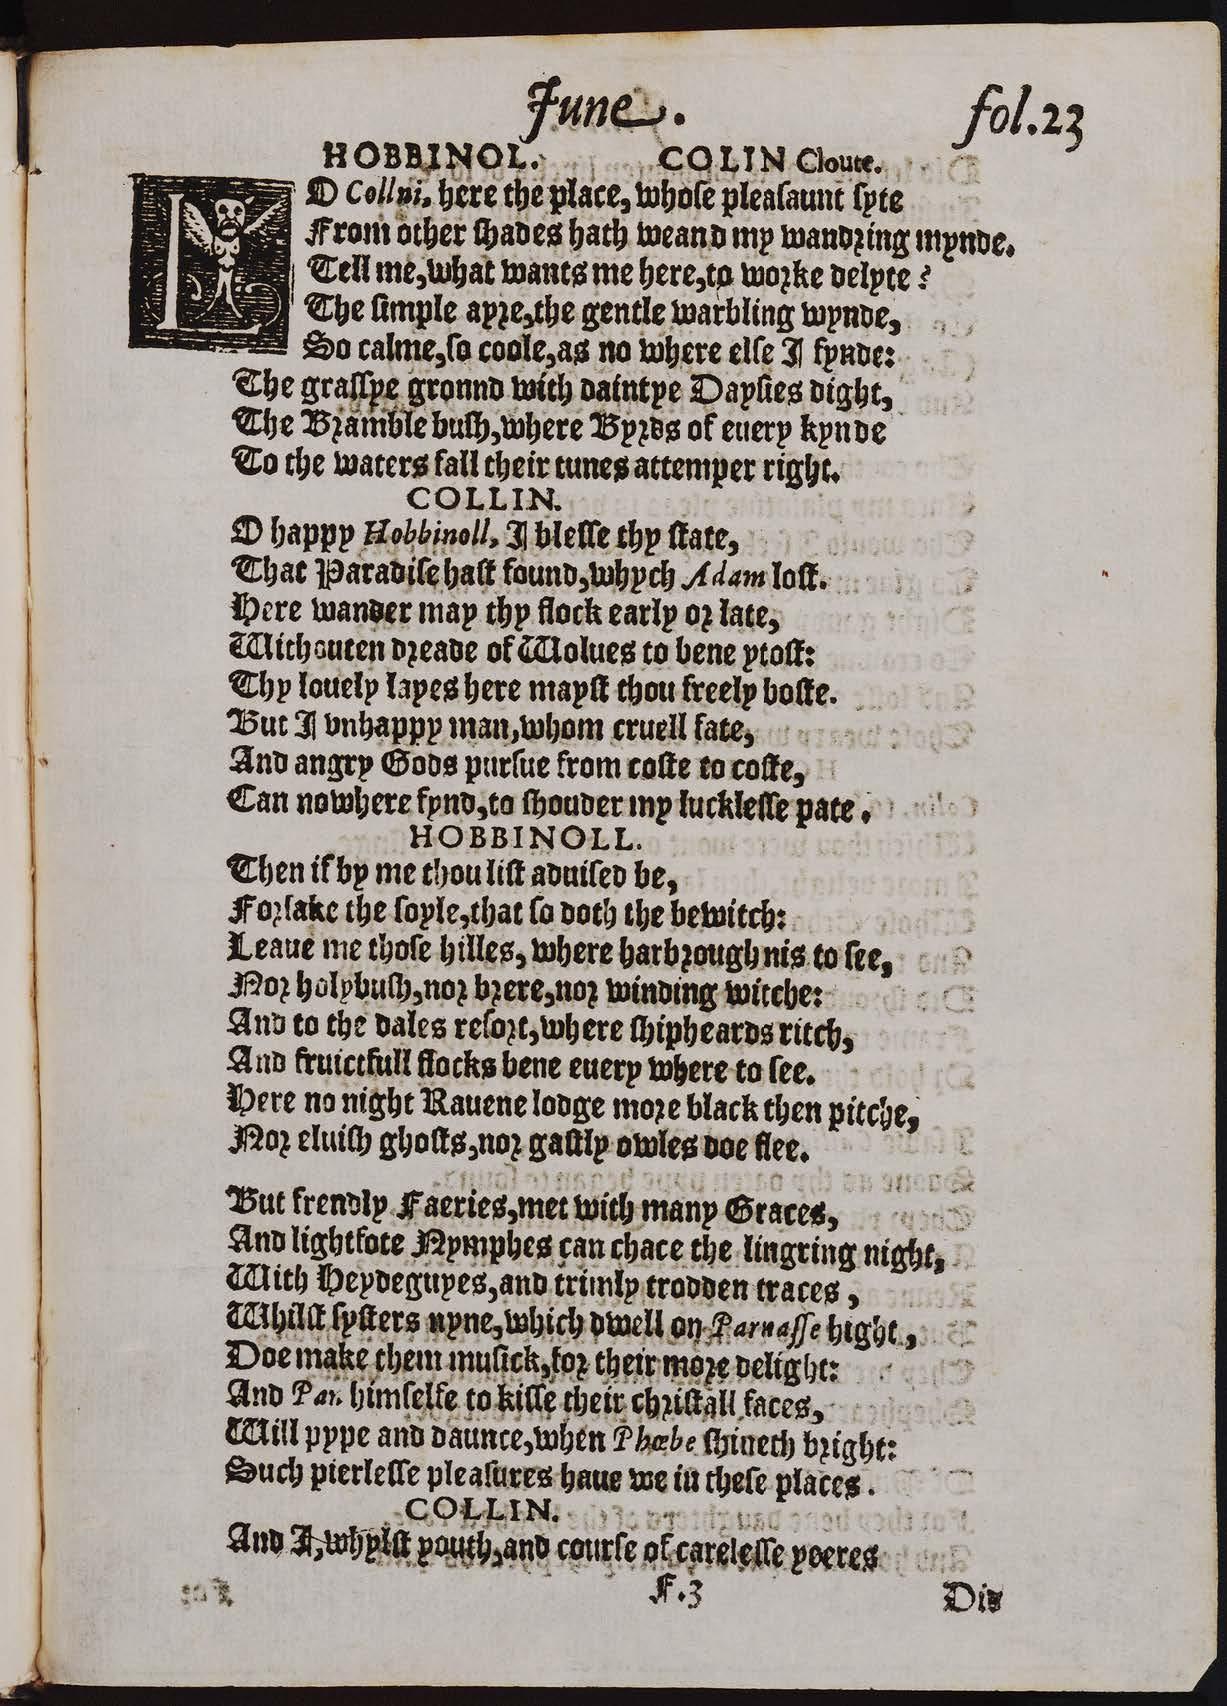 June. fol.23
HOBBINOL. COLIN Cloute.
LO Collni, here the place, whoſe pleaſaunt ſyte
From other ſhades hath weand my wandring mynde.
Tell me, what wants me here, to worke delyte?
The ſimple ayre, the gentle warbling wynde,
So calme, ſo coole, as no where elſe I fynde:
The graſſye gronnd with daintye Dayſies dight,
The Bramble buſh, where Byrds of euery kynde
To the waters fall their tunes attemper right.
COLLIN.
O happy Hobbinoll, I bleſſe thy ſtate,
That Paradiſe haſt found, whych Adam loſt.
Here wander may thy flock early or late,
Withouten dreade of Wolues to bene ytoſt:
Thy louely layes here mayſt thou freely boſte.
But I vnhappy man, whom cruell fate,
And angry Gods purſue from coſte to coſte,
Can nowhere fynd, to ſhouder my luckleſſe pate.
HOBBINOLL.
Then if by me thou liſt aduiſed be,
Forſake the ſoyle, that ſo doth the bewitch:
Leaue me thoſe hilles, where harbrough nis to ſee,
Nor holybuſh, nor brere, nor winding witche:
And to the dales reſort, where ſhipheards ritch,
And fruictfull flocks bene euery where to ſee.
Here no night Rauene lodge more black then pitche,
Nor eluiſh ghoſts, nor gaſtly owles doe flee.
But frendly Faeries, met with many Graces,
And lightfote Nymphes can chace the lingring night,
With Heydeguyes, and trimly trodden traces,
Whilſt ſyſters nyne, which dwell on Parnaſſe hight,
Doe make them muſick, for their more delight:
And Pan himſelfe to kiſſe their chriſtall faces,
Will pype and daunce, when Phœbe ſhineth bright:
Such pierleſſe pleaſures haue we in theſe places.
COLLIN.
And I, whylſt youth, and courſe of careleſſe yeeres
F.3 Did